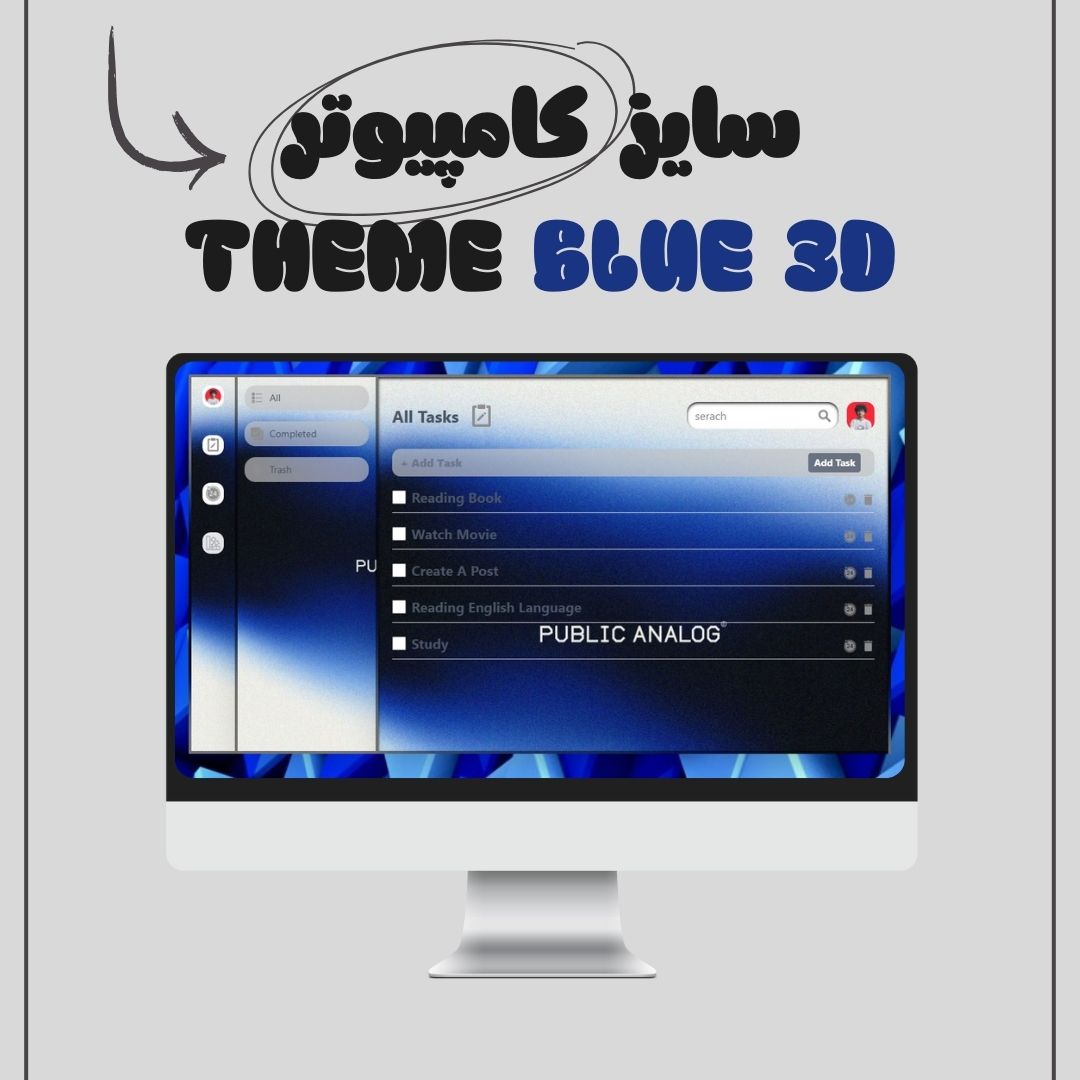 سایز کامپیوتر
THEME BLUE 3D
All
Completed
Trash
All Tasks
serach
+ Add Task
Add Task
Reading Book
Watch Movie
Create A Post
Reading English Language
Study
PU
PUBLIC ANALOG®